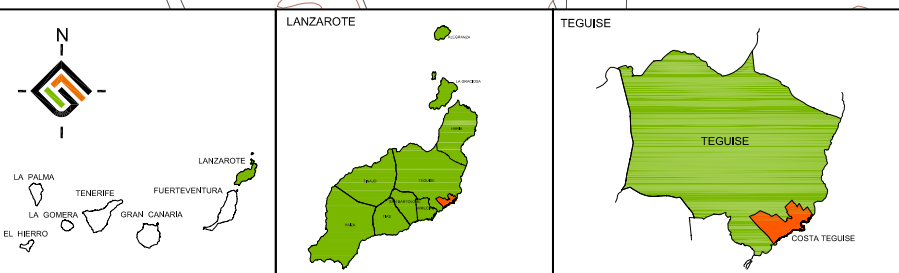 N
LANZAROTE
LA PALMA
TENERIFE
FUERTEVENTURA
LA GOMERA
GRAN CANARIA
EL HIERRO
LANZAROTE
ALEGRANZA
LA GRACIOSA
HARÍA
TINAJO
TEGUISE
YAIZA
TÍAS
TEGUISE
TEGUISE
COSTA TEGUISE